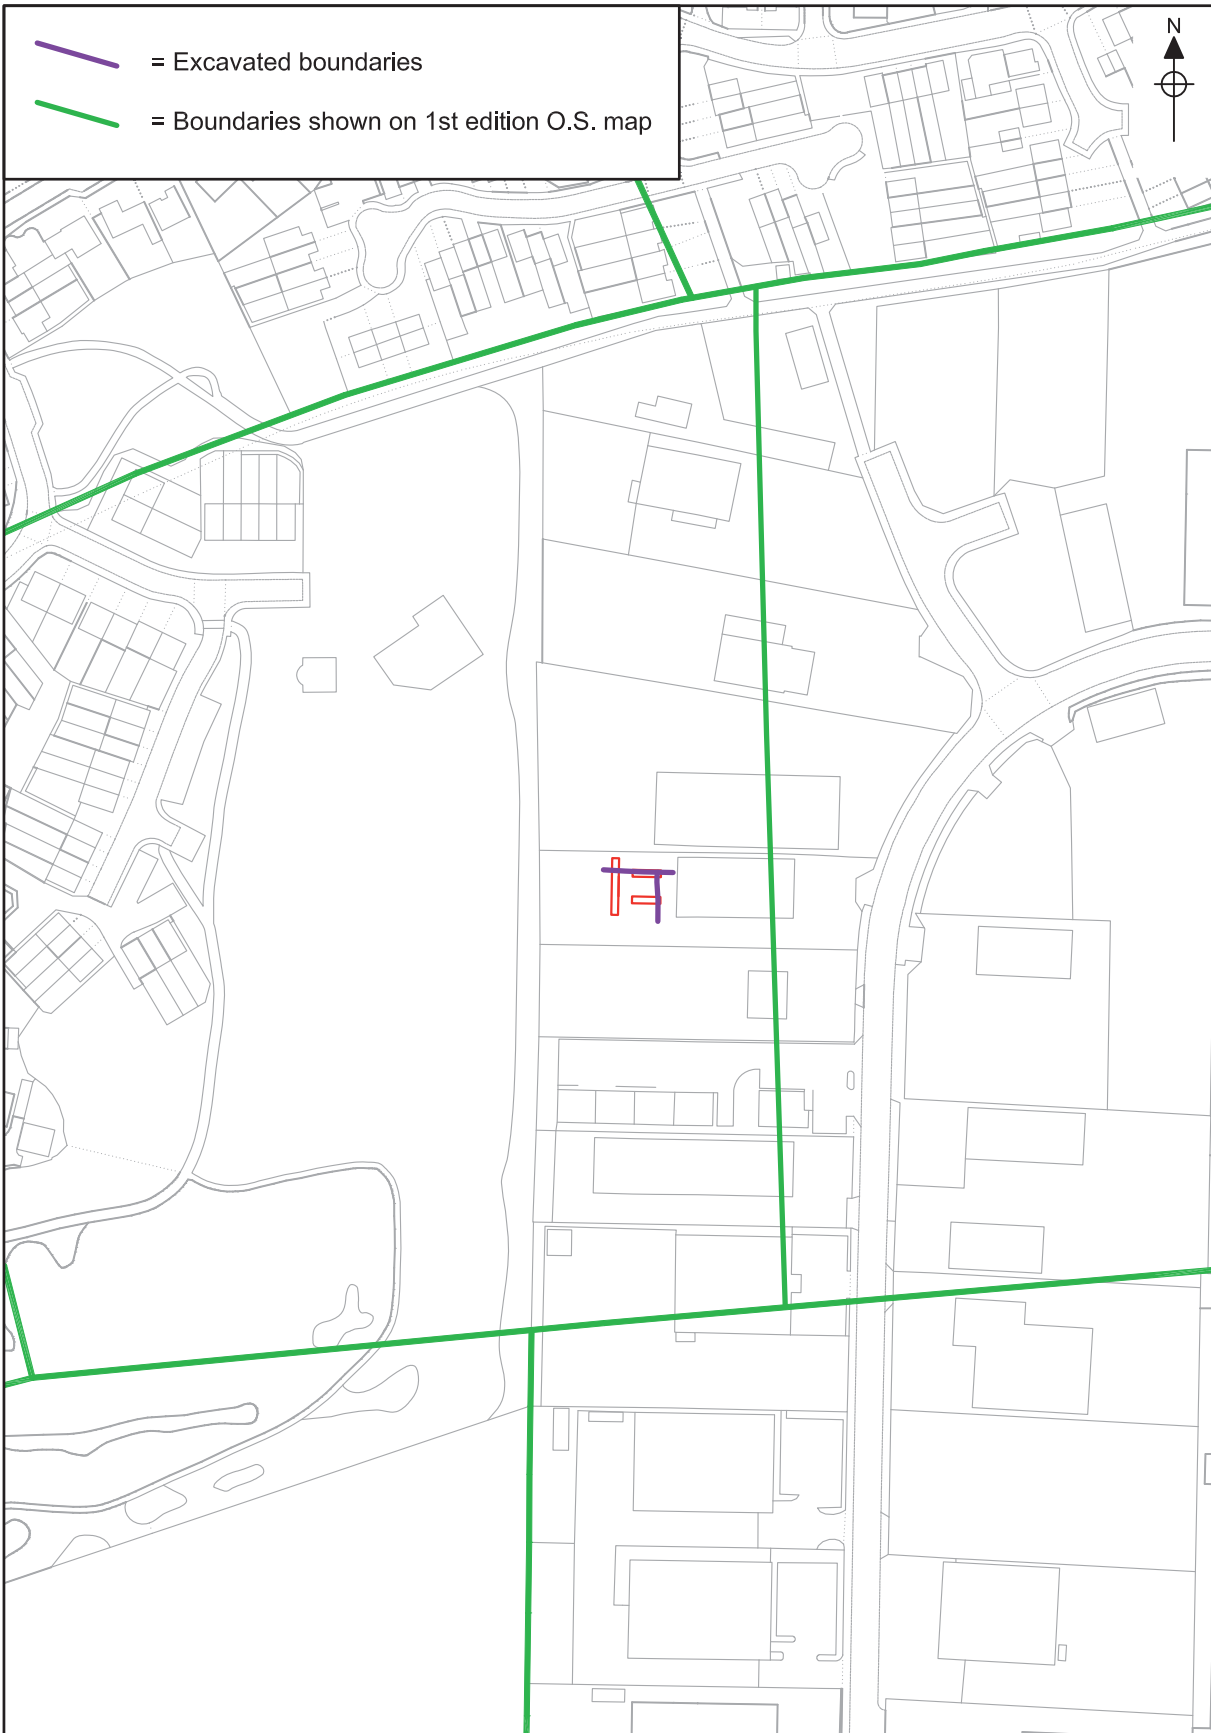 = Excavated boundaries
= Boundaries shown on 1st edition O.S. map
N